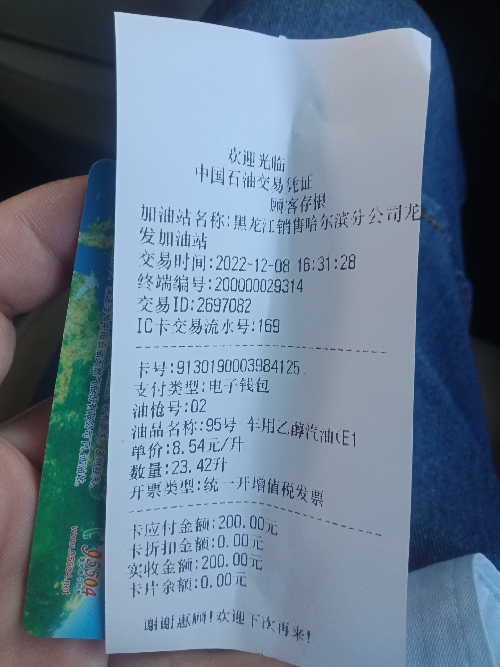 欢迎光临
中国石油交易凭证
顾客存根
加油站名称:黑龙江销售哈尔滨分公司龙
发加油站
交易时间:2022-12-08 16:31:28
终端编号:200000029314
交易ID:2697082
IC卡交易流水号:169
卡号:9130190003984125
支付类型:电子钱包
油枪号:02
油品名称:95号 车用乙醇汽油(E1
单价:8.54元/升
数量:23.42升
开票类型:统一开增值税发票
卡应付金额:200.00元
卡折扣金额:0.00元
实收金额:200.00元
卡片余额:0.00元
谢谢惠顾!欢迎下次再来!
95504